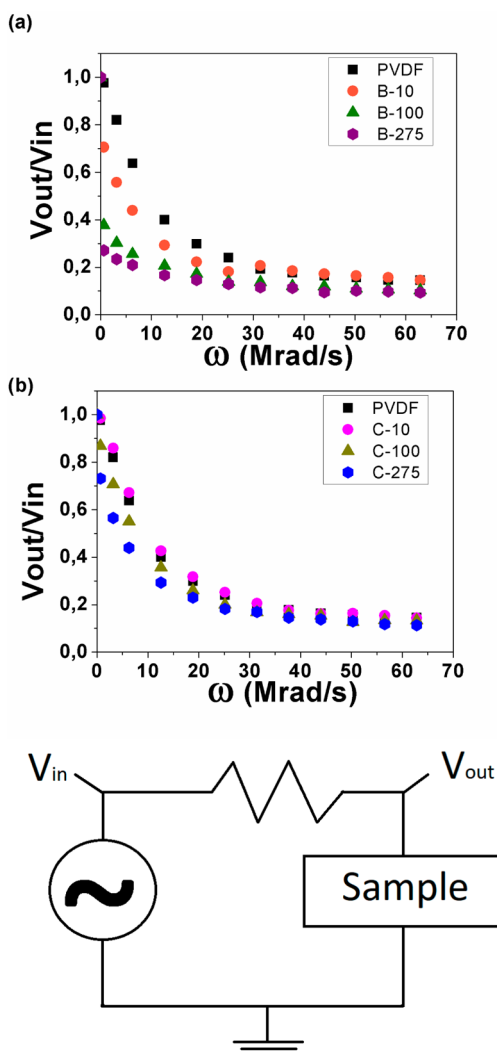 (a)
1,0
0,8
0,6
0,4
0,2
0,0
Vout/Vin
PVDF
B-10
B-100
B-275
0 10 20 30 40 50 60 70
ω (Mrad/s)
(b)
1,0
0,8
0,6
0,4
0,2
0,0
Vout/Vin
PVDF
C-10
C-100
C-275
0 10 20 30 40 50 60 70
ω (Mrad/s)
Vin
Vout
Sample